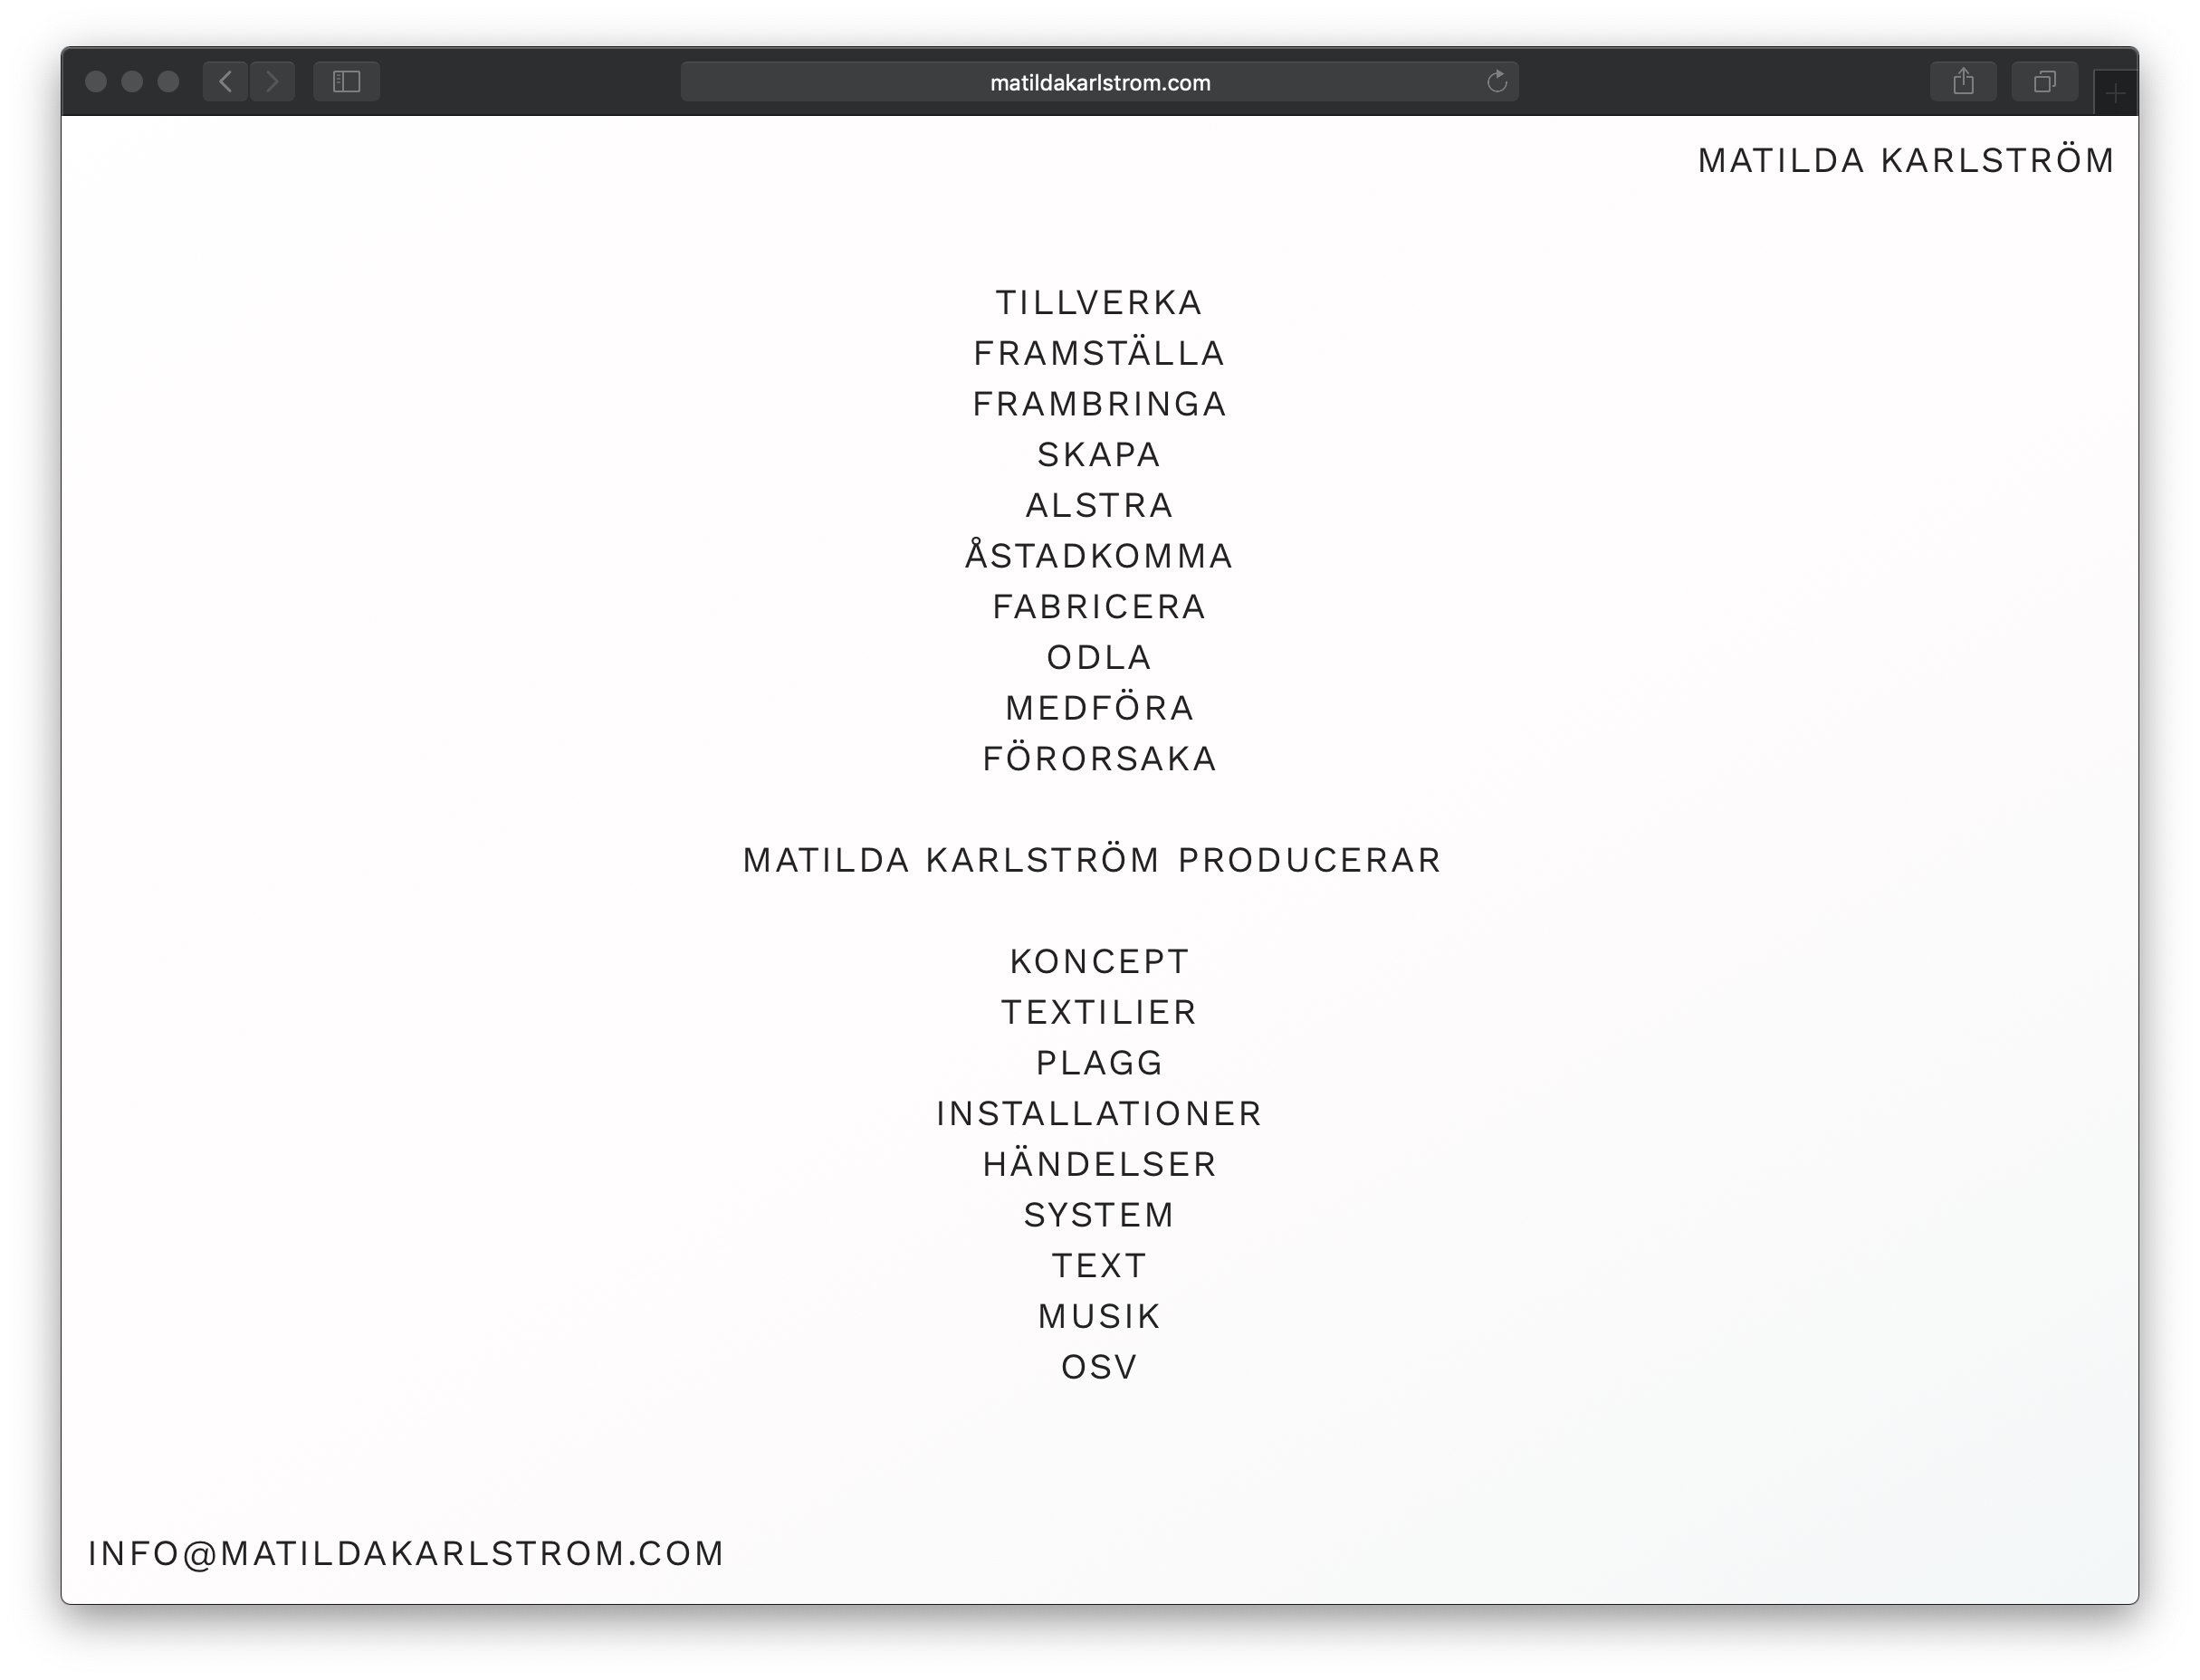 matildakarlstrom.com
MATILDA KARLSTRÖM
TILLVERKA
FRAMSTÄLLA
FRAMBRINGA
SKAPA
ALSTRA
ÅSTADKOMMA
FABRICERA
ODLA
MEDFÖRA
FÖRORSAKA
MATILDA KARLSTRÖM PRODUCERAR
KONCEPT
TEXTILIER
PLAGG
INSTALLATIONER
HÄNDELSER
SYSTEM
TEXT
MUSIK
OSV
INFO@MATILDAKARLSTROM.COM